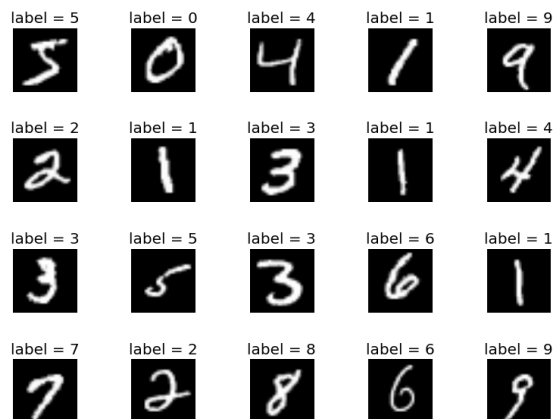 label = 5 label = 0 label = 4 label = 1 label = 9
5 0 4 1 9
label = 2 label = 1 label = 3 label = 1 label = 4
2 1 3 1 4
label = 3 label = 5 label = 3 label = 6 label = 1
3 5 3 6 1
label = 7 label = 2 label = 8 label = 6 label = 9
7 2 8 6 9